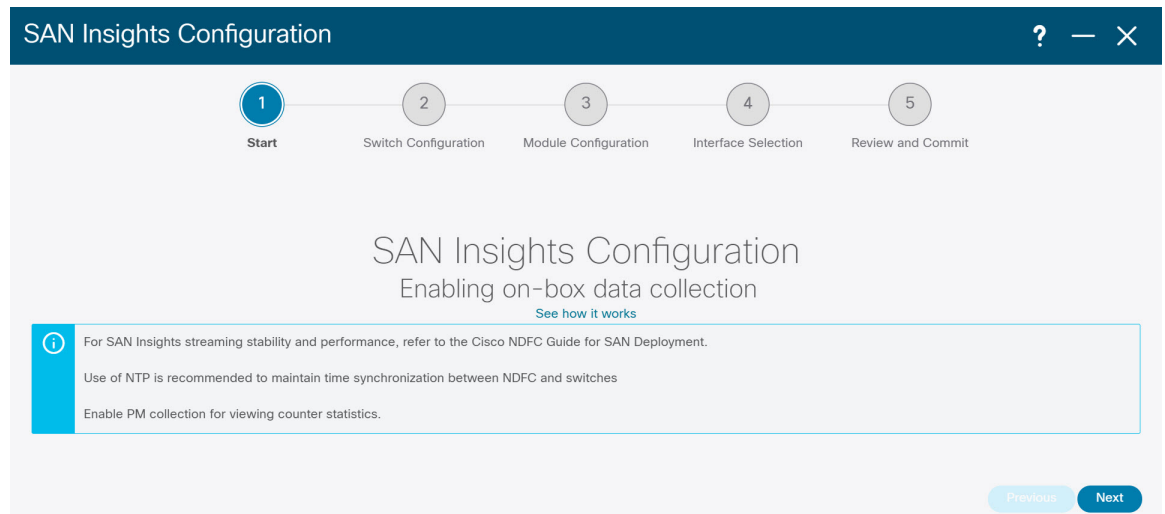 SAN Insights Configuration
? — ×
1 2 3 4 5
Start Switch Configuration Module Configuration Interface Selection Review and Commit
SAN Insights Configuration
Enabling on-box data collection
See how it works
For SAN Insights streaming stability and performance, refer to the Cisco NDFC Guide for SAN Deployment.
Use of NTP is recommended to maintain time synchronization between NDFC and switches
Enable PM collection for viewing counter statistics.
Previous Next